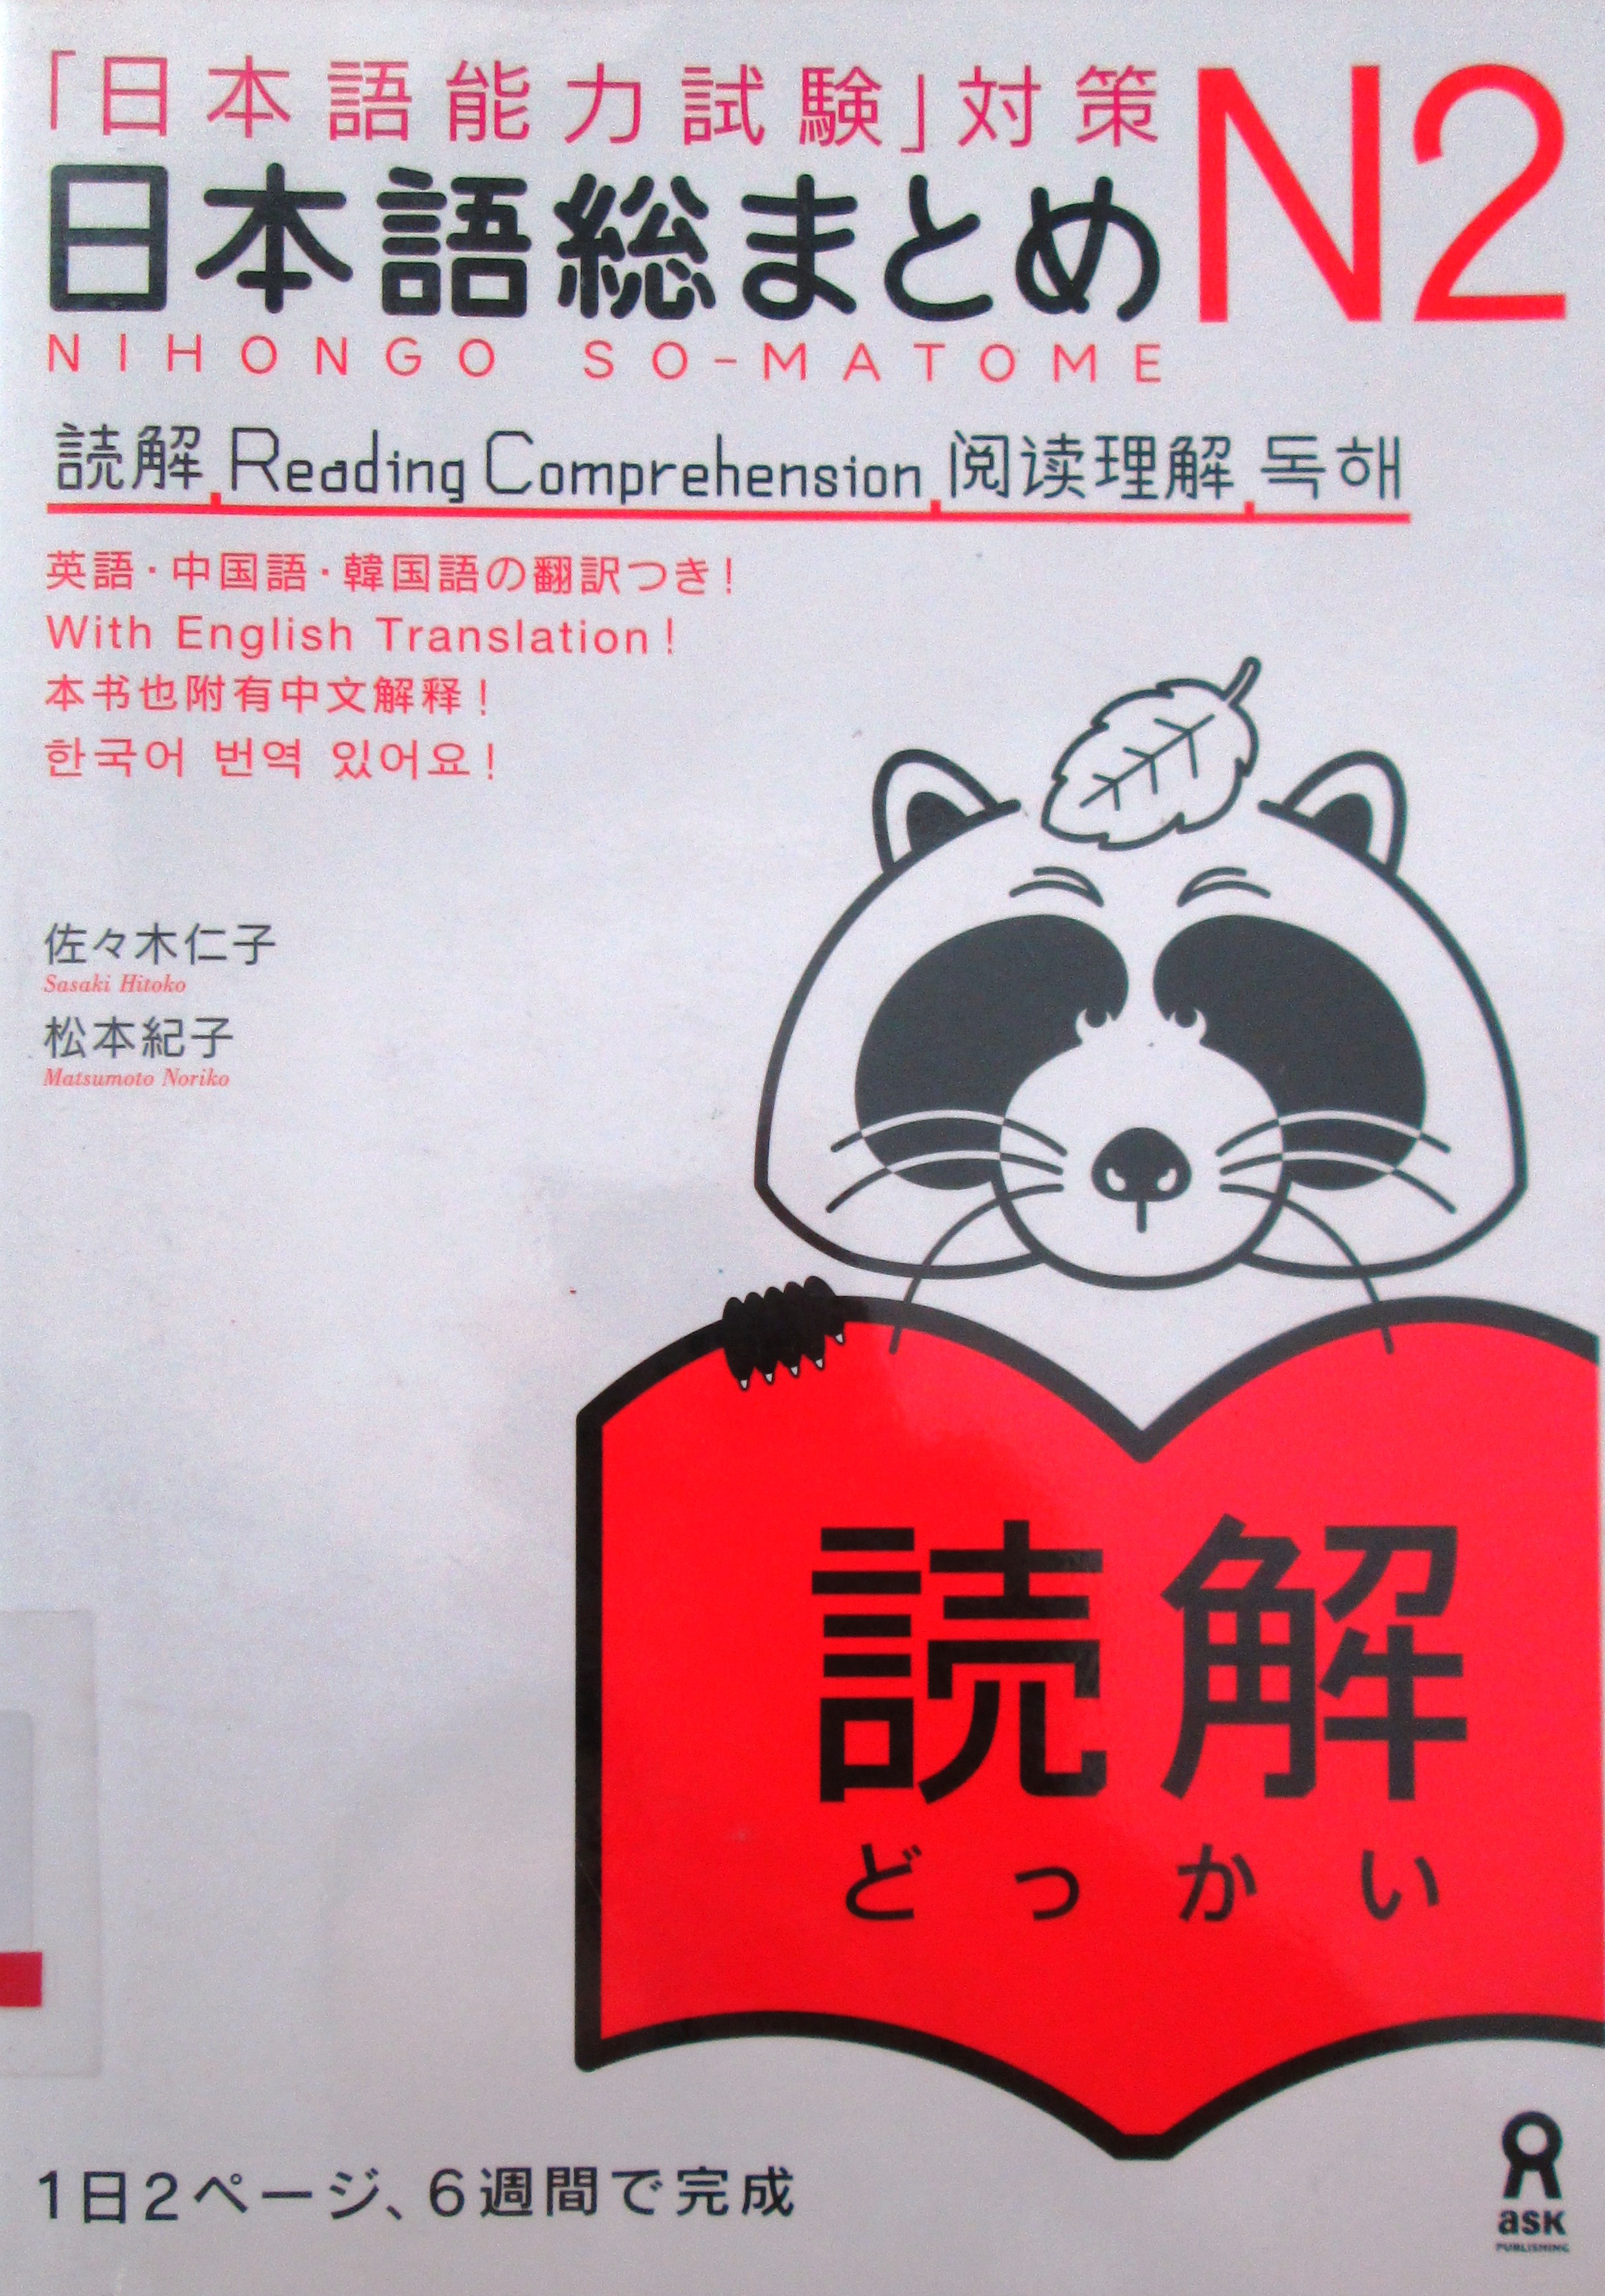 「日本語能力試験」対策
日本語総まとめ N2
NIHONGO SO-MATOME
読解 Reading Comprehension 阅读理解 독해
英語・中国語・韓国語の翻訳つき!
With English Translation!
本书也附有中文解释!
한국어 번역 있어요!
佐々木仁子
Sasaki Hitoko
松本紀子
Matsumoto Noriko
読解
どっかい
1日2ページ、6週間で完成
ask
PUBLISHING